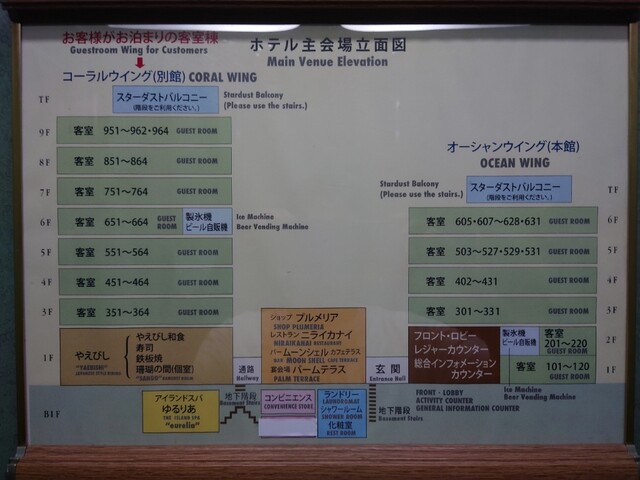 お客様がお泊まりの客室棟
Guestroom Wing for Customers
ホテル主会場立面図
Main Venue Elevation
コーラルウイング(別館) CORAL WING
TF
スターダストバルコニー
(階段をご利用ください。)
Stardust Balcony
(Please use the stairs.)
9F 客室 951〜962・964 GUEST ROOM
8F 客室 851〜864 GUEST ROOM
7F 客室 751〜764 GUEST ROOM
6F 客室 651〜664 GUEST ROOM
製氷機
ビール自販機
Ice Machine
Beer Vending Machine
5F 客室 551〜564 GUEST ROOM
4F 客室 451〜464 GUEST ROOM
3F 客室 351〜364 GUEST ROOM
1F
やえびし
"YAEBISHI"
やえびし和食
寿司
鉄板焼
珊瑚の間(個室)
オーシャンウイング(本館)
OCEAN WING
Stardust Balcony
(Please use the stairs.)
スターダストバルコニー
(階段をご利用ください。)
TF
客室 605・607〜628・631 GUEST ROOM 6F
客室 503〜527・529・531 GUEST ROOM 5F
客室 402〜431 GUEST ROOM 4F
客室 301〜331 GUEST ROOM 3F
ショップ プルメリア
SHOP PLUMERIA
レストラン ニライカナイ
NIRAIKANAI RESTAURANT
バー ムーンシェル カフェテラス
BAR MOON SHELL CAFE TERRACE
宴会場 パームテラス
PALM TERRACE
通路
Hallway
玄関
Entrance Hall
フロント・ロビー
レジャーカウンター
総合インフォメーション
カウンター
製氷機
ビール自販機
客室
201〜220
GUEST ROOM
2F
客室 101〜120
GUEST ROOM
1F
FRONT・LOBBY
ACTIVITY COUNTER
GENERAL INFORMATION COUNTER
Ice Machine
Beer Vending Machine
B1F
アイランドスパ
ゆるりあ
THE ISLAND SPA
"eurelia"
地下階段
Basement Stairs
コンビニエンス
CONVENIENCE STORE
ランドリー
LAUNDROMAT
シャワールーム
SHOWER ROOM
化粧室
REST ROOM
地下階段
Basement Stairs